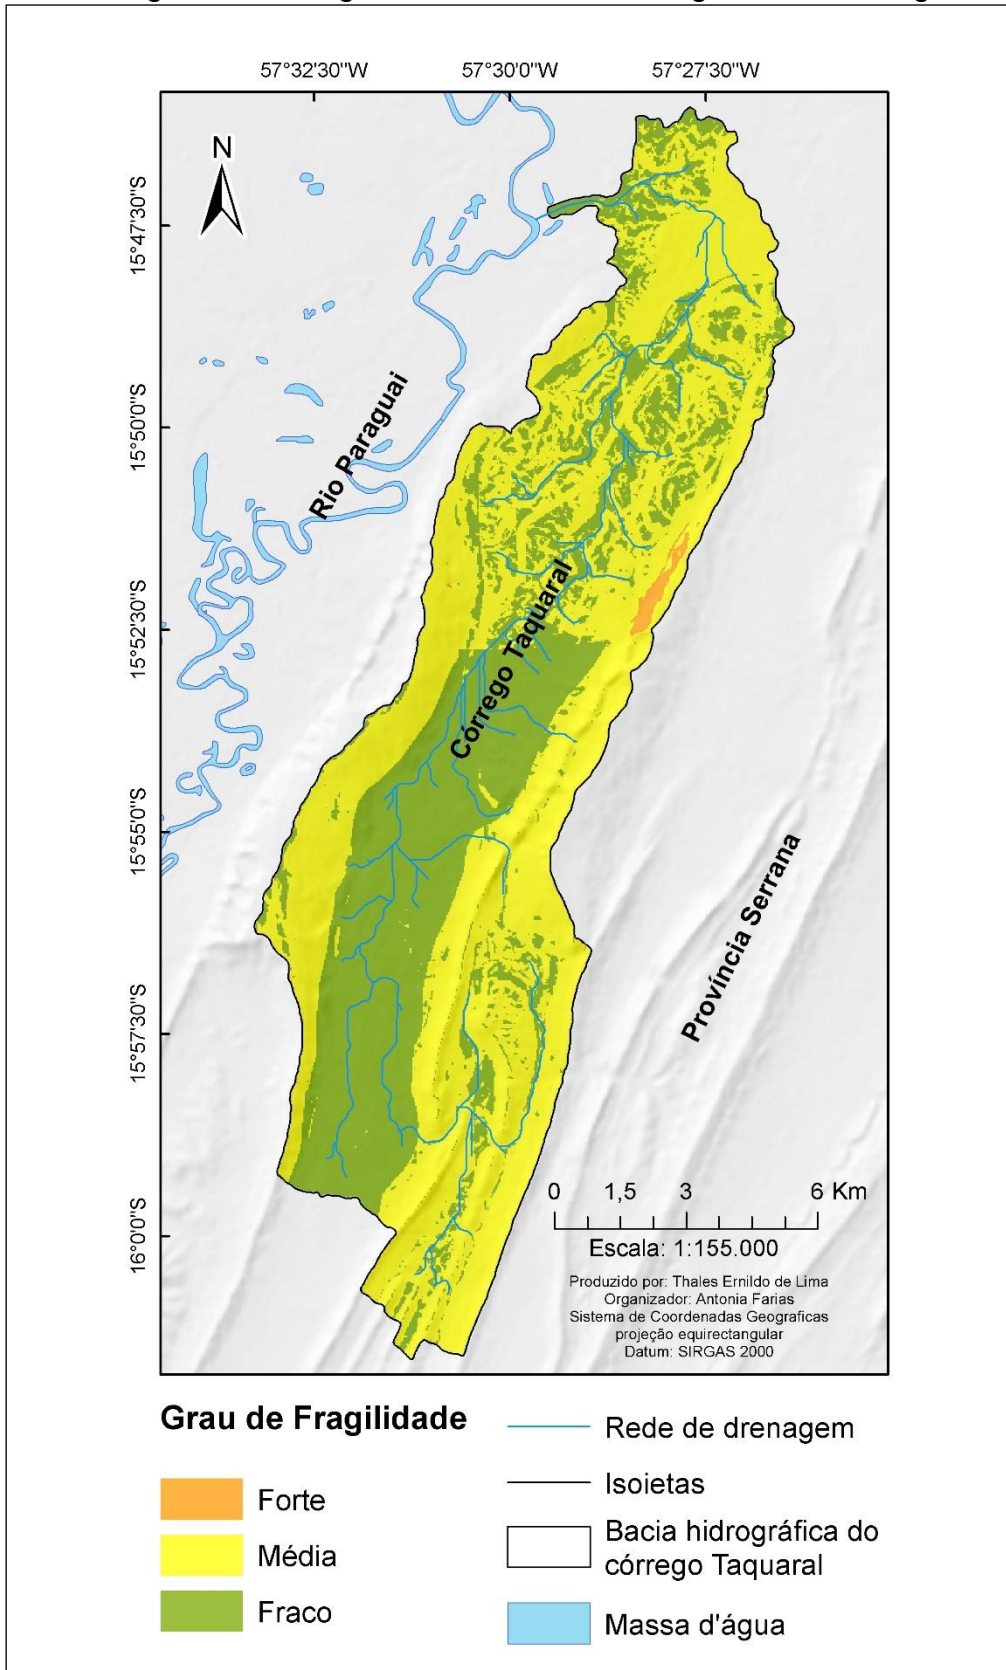 57°32'30"W
57°30'0"W
57°27'30"W
N
15°47'30"S
15°50'0"S
15°52'30"S
15°55'0"S
15°57'30"S
16°0'0"S
Rio Paraguai
Córrego Taquaral
Província Serrana
0 1,5 3 6 Km
Escala: 1:155.000
Produzido por: Thales Ernildo de Lima
Organizador: Antonia Farias
Sistema de Coordenadas Geograficas
projeção equirectangular
Datum: SIRGAS 2000
Grau de Fragilidade
Forte
Média
Fraco
Rede de drenagem
Isoietas
Bacia hidrográfica do
córrego Taquaral
Massa d'água